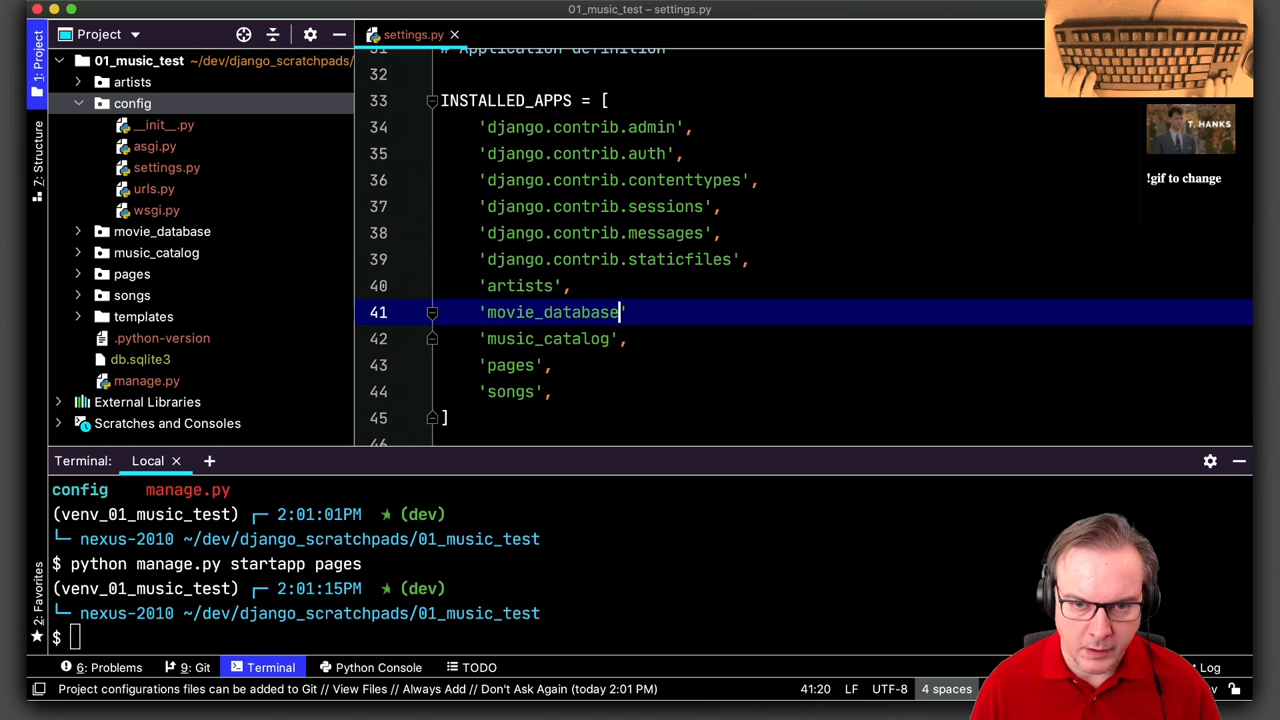 01_music_test – settings.py
Project
settings.py
1: Project
7: Structure
2: Favorites
01_music_test ~/dev/django_scratchpads/
artists
config
__init__.py
asgi.py
settings.py
urls.py
wsgi.py
movie_database
music_catalog
pages
songs
templates
.python-version
db.sqlite3
manage.py
External Libraries
Scratches and Consoles
# Application definition
32
33 INSTALLED_APPS = [
34 'django.contrib.admin',
35 'django.contrib.auth',
36 'django.contrib.contenttypes',
37 'django.contrib.sessions',
38 'django.contrib.messages',
39 'django.contrib.staticfiles',
40 'artists',
41 'movie_database'
42 'music_catalog',
43 'pages',
44 'songs',
45 ]
T. HANKS
!gif to change
Terminal: Local +
config manage.py
(venv_01_music_test) 2:01:01PM (dev)
nexus-2010 ~/dev/django_scratchpads/01_music_test
$ python manage.py startapp pages
(venv_01_music_test) 2:01:15PM (dev)
nexus-2010 ~/dev/django_scratchpads/01_music_test
$
6: Problems 9: Git Terminal Python Console TODO Log
Project configurations files can be added to Git // View Files // Always Add // Don't Ask Again (today 2:01 PM) 41:20 LF UTF-8 4 spaces